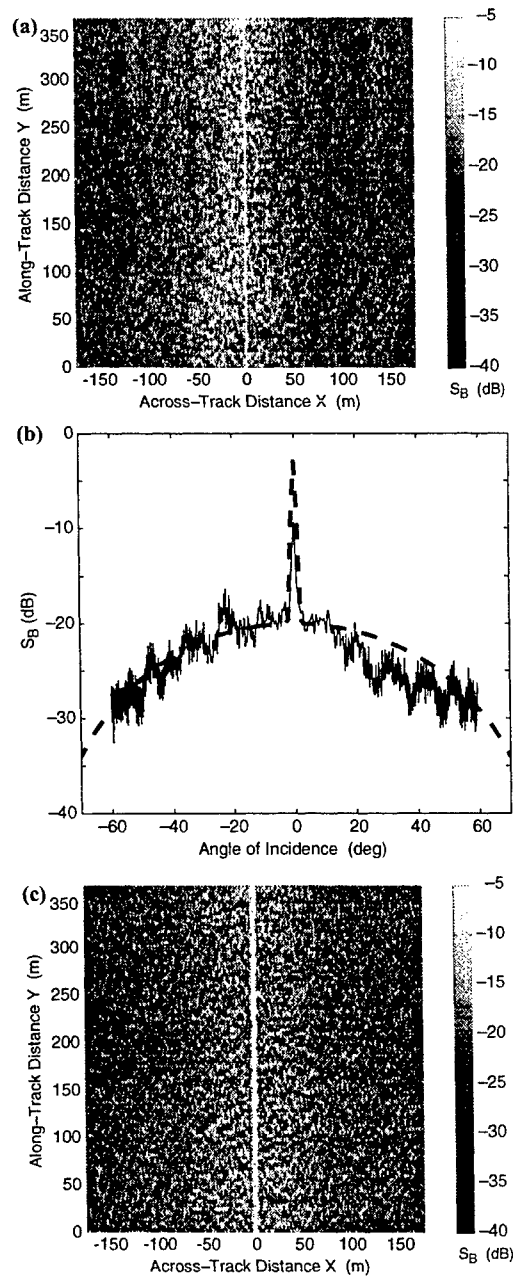 (a)
Along–Track Distance Y (m)
350
300
250
200
150
100
50
0
-150 -100 -50 0 50 100 150
Across–Track Distance X (m)
–5
–10
–15
–20
–25
–30
–35
–40
S_B (dB)
(b)
S_B (dB)
0
–10
–20
–30
–40
–60 –40 –20 0 20 40 60
Angle of Incidence (deg)
(c)
Along–Track Distance Y (m)
350
300
250
200
150
100
50
0
-150 -100 -50 0 50 100 150
Across–Track Distance X (m)
–5
–10
–15
–20
–25
–30
–35
–40
S_B (dB)